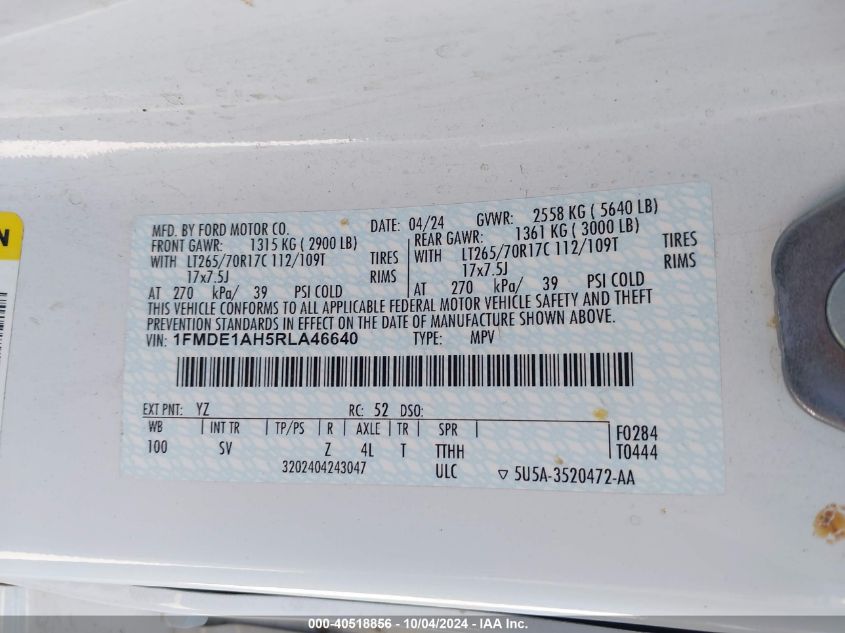 N
MFD. BY FORD MOTOR CO.
DATE: 04/24
GVWR: 2558 KG ( 5640 LB)
FRONT GAWR: 1315 KG ( 2900 LB)
WITH LT265/70R17C 112/109T TIRES
17x7.5J RIMS
AT 270 kPa/ 39 PSI COLD
REAR GAWR: 1361 KG ( 3000 LB)
WITH LT265/70R17C 112/109T TIRES
17x7.5J RIMS
AT 270 kPa/ 39 PSI COLD
THIS VEHICLE CONFORMS TO ALL APPLICABLE FEDERAL MOTOR VEHICLE SAFETY AND THEFT
PREVENTION STANDARDS IN EFFECT ON THE DATE OF MANUFACTURE SHOWN ABOVE.
VIN: 1FMDE1AH5RLA46640 TYPE: MPV
EXT PNT: YZ RC: 52 DSO:
WB INT TR TP/PS R AXLE TR SPR
100 SV Z 4L T TTHH
F0284
T0444
3202404243047 ULC ▽ 5U5A-3520472-AA
000-40518856 - 10/04/2024 - IAAI.com